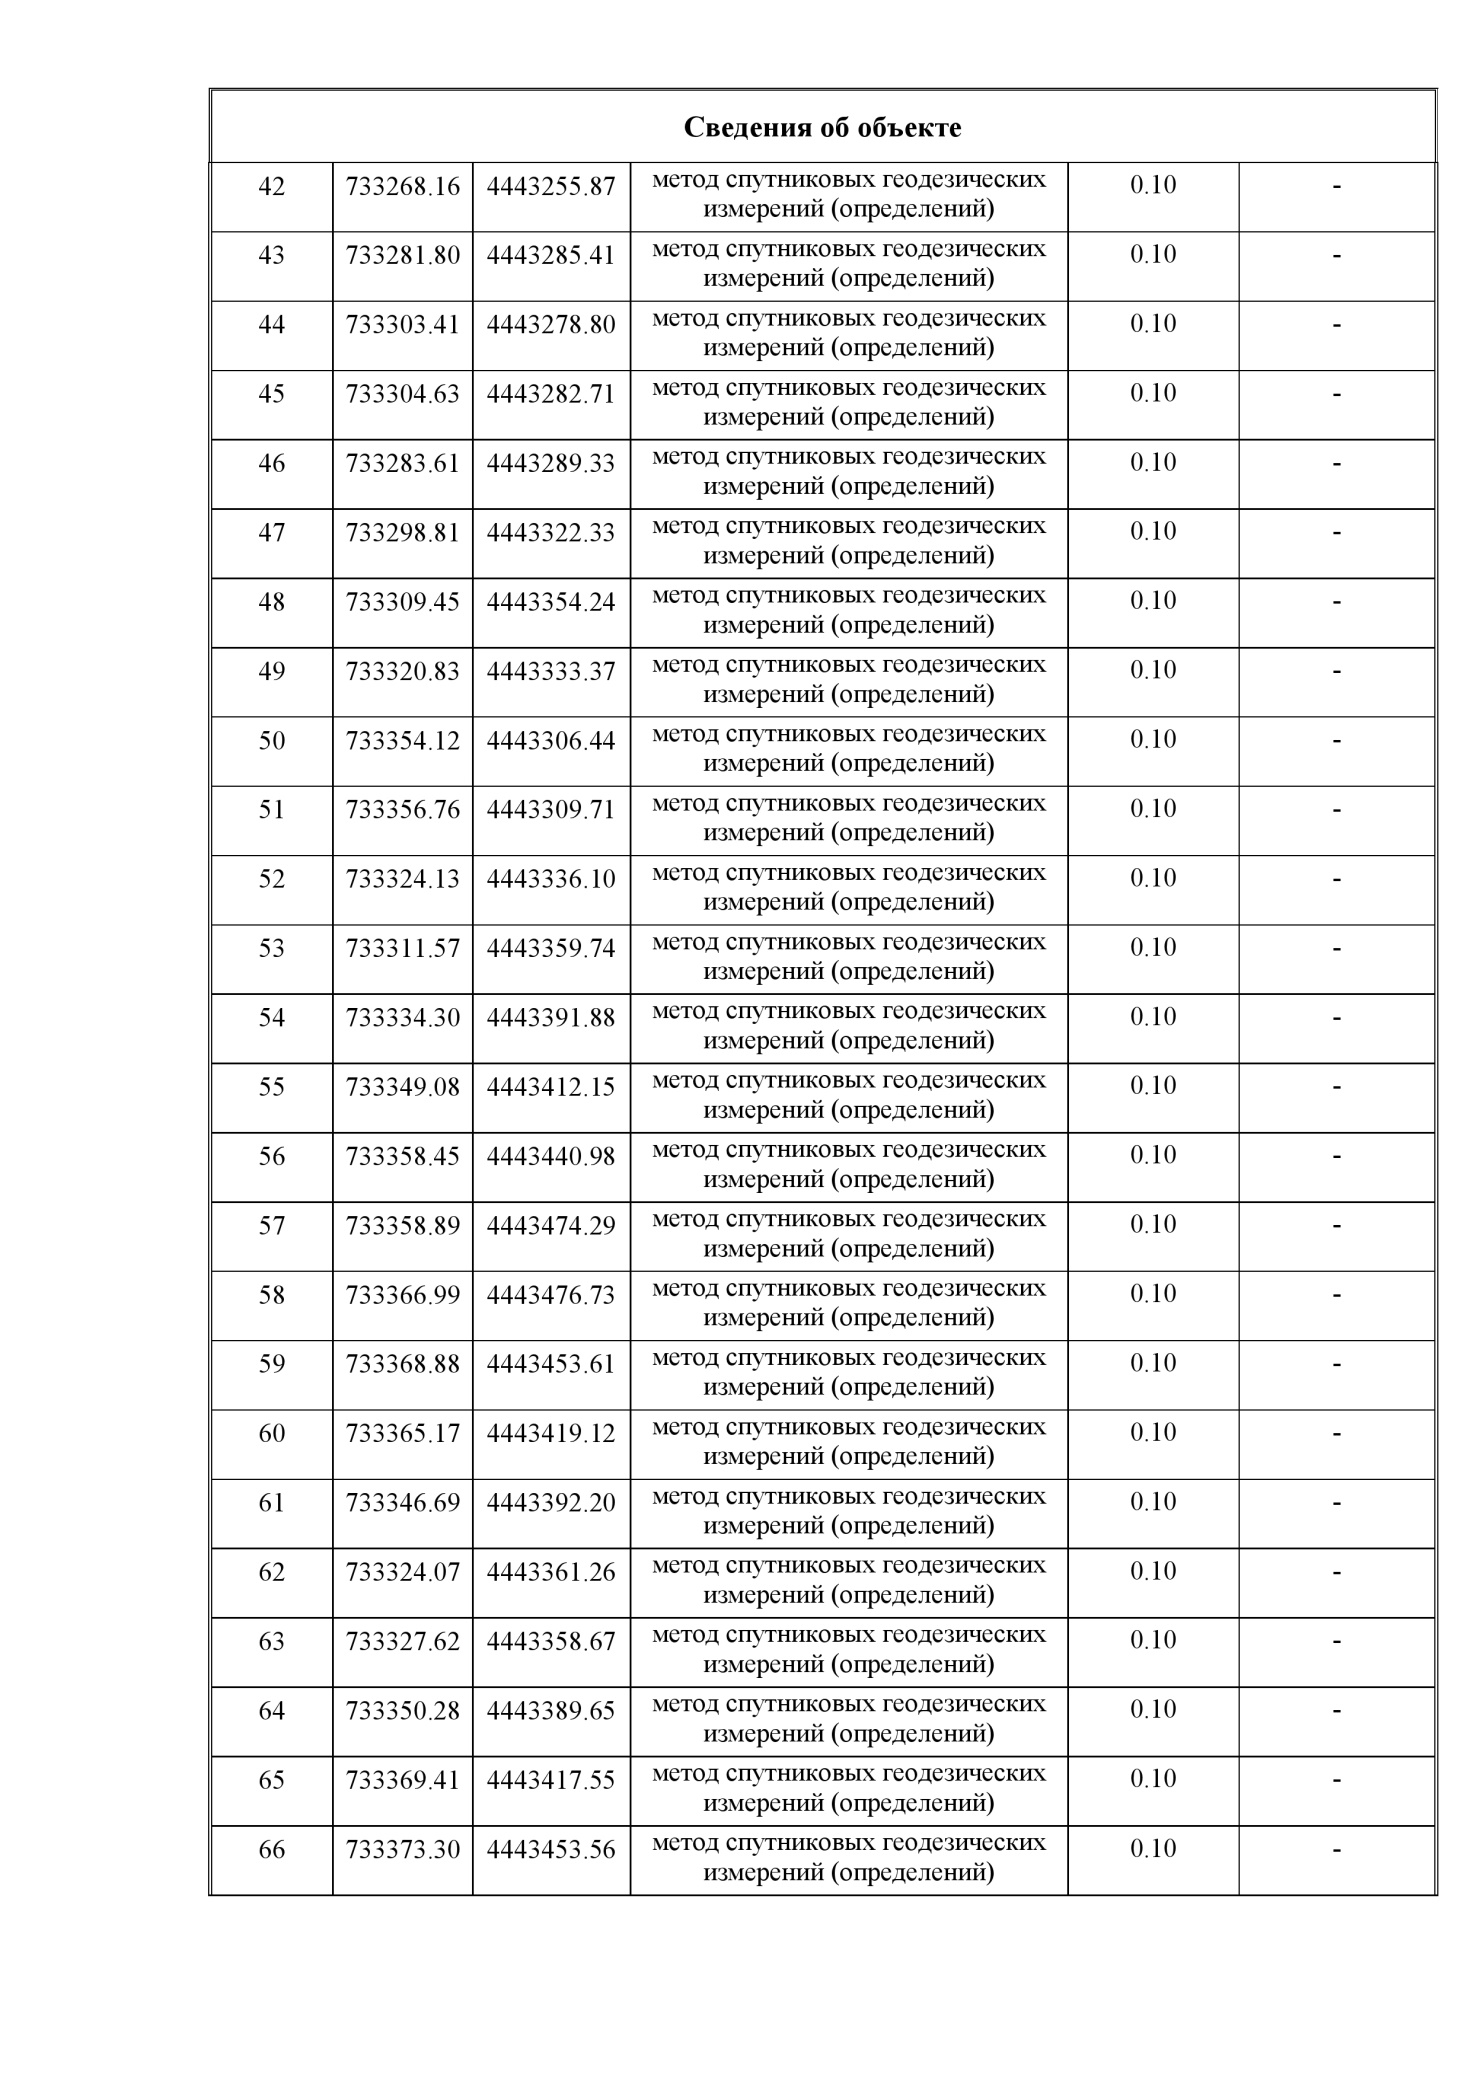 Сведения об объекте
42 733268.16 4443255.87 метод спутниковых геодезических измерений (определений) 0.10 -
43 733281.80 4443285.41 метод спутниковых геодезических измерений (определений) 0.10 -
44 733303.41 4443278.80 метод спутниковых геодезических измерений (определений) 0.10 -
45 733304.63 4443282.71 метод спутниковых геодезических измерений (определений) 0.10 -
46 733283.61 4443289.33 метод спутниковых геодезических измерений (определений) 0.10 -
47 733298.81 4443322.33 метод спутниковых геодезических измерений (определений) 0.10 -
48 733309.45 4443354.24 метод спутниковых геодезических измерений (определений) 0.10 -
49 733320.83 4443333.37 метод спутниковых геодезических измерений (определений) 0.10 -
50 733354.12 4443306.44 метод спутниковых геодезических измерений (определений) 0.10 -
51 733356.76 4443309.71 метод спутниковых геодезических измерений (определений) 0.10 -
52 733324.13 4443336.10 метод спутниковых геодезических измерений (определений) 0.10 -
53 733311.57 4443359.74 метод спутниковых геодезических измерений (определений) 0.10 -
54 733334.30 4443391.88 метод спутниковых геодезических измерений (определений) 0.10 -
55 733349.08 4443412.15 метод спутниковых геодезических измерений (определений) 0.10 -
56 733358.45 4443440.98 метод спутниковых геодезических измерений (определений) 0.10 -
57 733358.89 4443474.29 метод спутниковых геодезических измерений (определений) 0.10 -
58 733366.99 4443476.73 метод спутниковых геодезических измерений (определений) 0.10 -
59 733368.88 4443453.61 метод спутниковых геодезических измерений (определений) 0.10 -
60 733365.17 4443419.12 метод спутниковых геодезических измерений (определений) 0.10 -
61 733346.69 4443392.20 метод спутниковых геодезических измерений (определений) 0.10 -
62 733324.07 4443361.26 метод спутниковых геодезических измерений (определений) 0.10 -
63 733327.62 4443358.67 метод спутниковых геодезических измерений (определений) 0.10 -
64 733350.28 4443389.65 метод спутниковых геодезических измерений (определений) 0.10 -
65 733369.41 4443417.55 метод спутниковых геодезических измерений (определений) 0.10 -
66 733373.30 4443453.56 метод спутниковых геодезических измерений (определений) 0.10 -